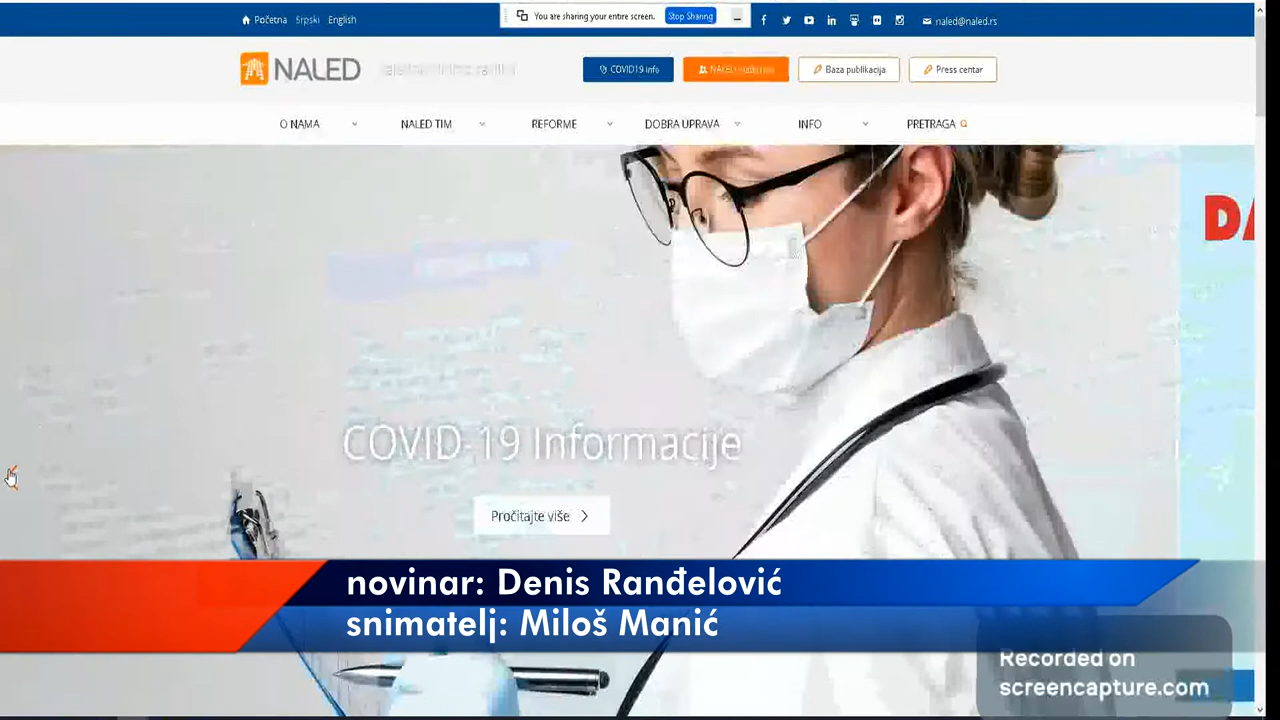 Početna Srpski English
You are sharing your entire screen. Stop Sharing
naled@naled.rs
NALED
COVID19 info
Baza publikacija
Press centar
O NAMA
NALED TIM
REFORME
DOBRA UPRAVA
INFO
PRETRAGA
DA
COVID-19 Informacije
Pročitajte više
novinar: Denis Ranđelović
snimatelj: Miloš Manić
Recorded on
screencapture.com